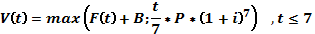 V(t) = max(F(t) + B; t/7 * P * (1 + i)^7) , t ≤ 7